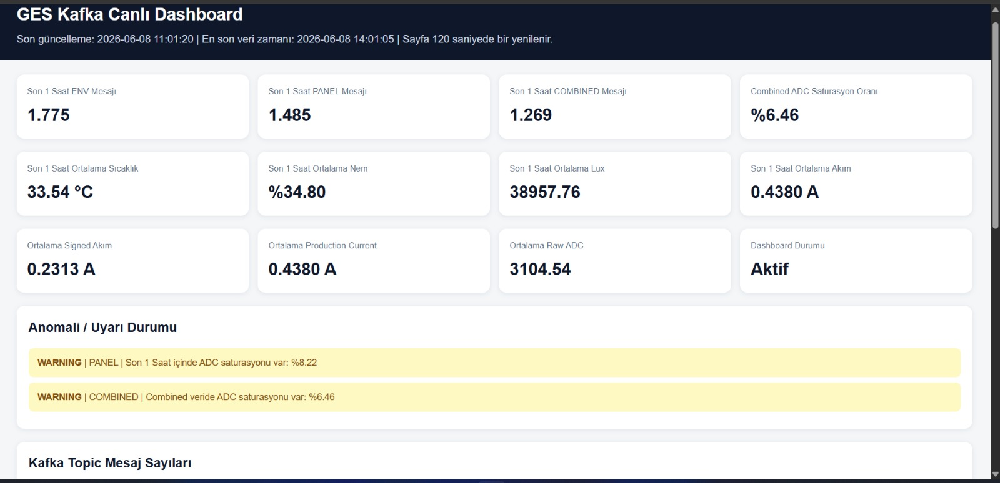 GES Kafka Canlı Dashboard
Son güncelleme: 2026-06-08 11:01:20 | En son veri zamanı: 2026-06-08 14:01:05 | Sayfa 120 saniyede bir yenilenir.
Son 1 Saat ENV Mesajı
1.775
Son 1 Saat PANEL Mesajı
1.485
Son 1 Saat COMBINED Mesajı
1.269
Combined ADC Saturasyon Oranı
%6.46
Son 1 Saat Ortalama Sıcaklık
33.54 °C
Son 1 Saat Ortalama Nem
%34.80
Son 1 Saat Ortalama Lux
38957.76
Son 1 Saat Ortalama Akım
0.4380 A
Ortalama Signed Akım
0.2313 A
Ortalama Production Current
0.4380 A
Ortalama Raw ADC
3104.54
Dashboard Durumu
Aktif
Anomali / Uyarı Durumu
WARNING | PANEL | Son 1 Saat içinde ADC saturasyonu var: %8.22
WARNING | COMBINED | Combined veride ADC saturasyonu var: %6.46
Kafka Topic Mesaj Sayıları